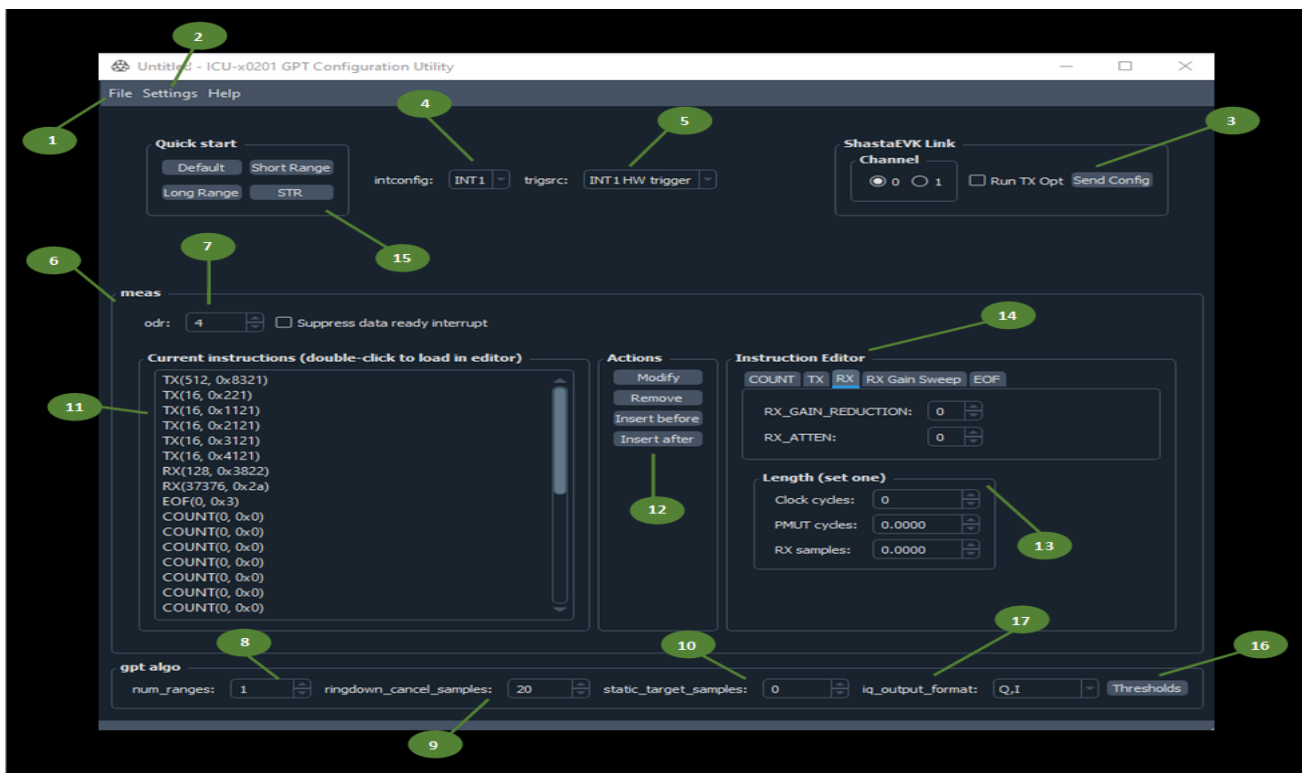 2
Untitled - ICU-x0201 GPT Configuration Utility
File Settings Help
4
1
5
3
Quick start
Default Short Range
Long Range STR
intconfig: INT1 trigsrc: INT1 HW trigger
ShastaEVK Link
Channel
0 1 Run TX Opt Send Config
7
15
6
meas
odr: 4 Suppress data ready interrupt
14
Current instructions (double-click to load in editor)
TX(512, 0x8321)
TX(16, 0x221)
TX(16, 0x1121)
TX(16, 0x2121)
TX(16, 0x3121)
TX(16, 0x4121)
RX(128, 0x3822)
RX(37376, 0x2a)
EOF(0, 0x3)
COUNT(0, 0x0)
COUNT(0, 0x0)
COUNT(0, 0x0)
COUNT(0, 0x0)
COUNT(0, 0x0)
COUNT(0, 0x0)
COUNT(0, 0x0)
11
Actions
Modify
Remove
Insert before
Insert after
12
Instruction Editor
COUNT TX RX RX Gain Sweep EOF
RX_GAIN_REDUCTION: 0
RX_ATTEN: 0
Length (set one)
Clock cycles: 0
PMUT cycles: 0.0000
RX samples: 0.0000
13
17
8
10
16
gpt algo
num_ranges: 1 ringdown_cancel_samples: 20 static_target_samples: 0 iq_output_format: Q,I Thresholds
9